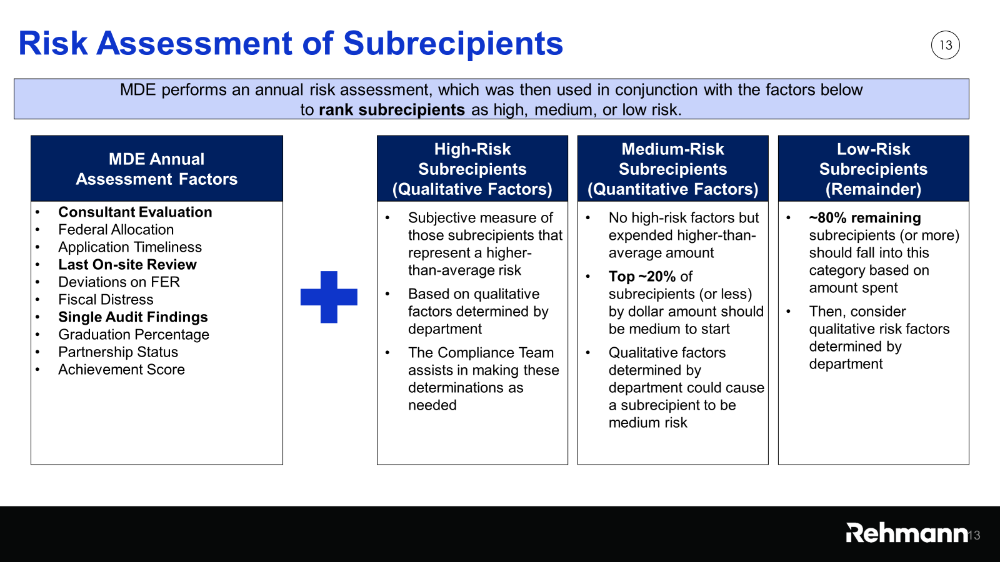 Risk Assessment of Subrecipients
13
MDE performs an annual risk assessment, which was then used in conjunction with the factors below
to rank subrecipients as high, medium, or low risk.
MDE Annual
Assessment Factors
• Consultant Evaluation
• Federal Allocation
• Application Timeliness
• Last On-site Review
• Deviations on FER
• Fiscal Distress
• Single Audit Findings
• Graduation Percentage
• Partnership Status
• Achievement Score
High-Risk
Subrecipients
(Qualitative Factors)
• Subjective measure of
those subrecipients that
represent a higher-
than-average risk
• Based on qualitative
factors determined by
department
• The Compliance Team
assists in making these
determinations as
needed
Medium-Risk
Subrecipients
(Quantitative Factors)
• No high-risk factors but
expended higher-than-
average amount
• Top ~20% of
subrecipients (or less)
by dollar amount should
be medium to start
• Qualitative factors
determined by
department could cause
a subrecipient to be
medium risk
Low-Risk
Subrecipients
(Remainder)
• ~80% remaining
subrecipients (or more)
should fall into this
category based on
amount spent
• Then, consider
qualitative risk factors
determined by
department
Rehmann
13